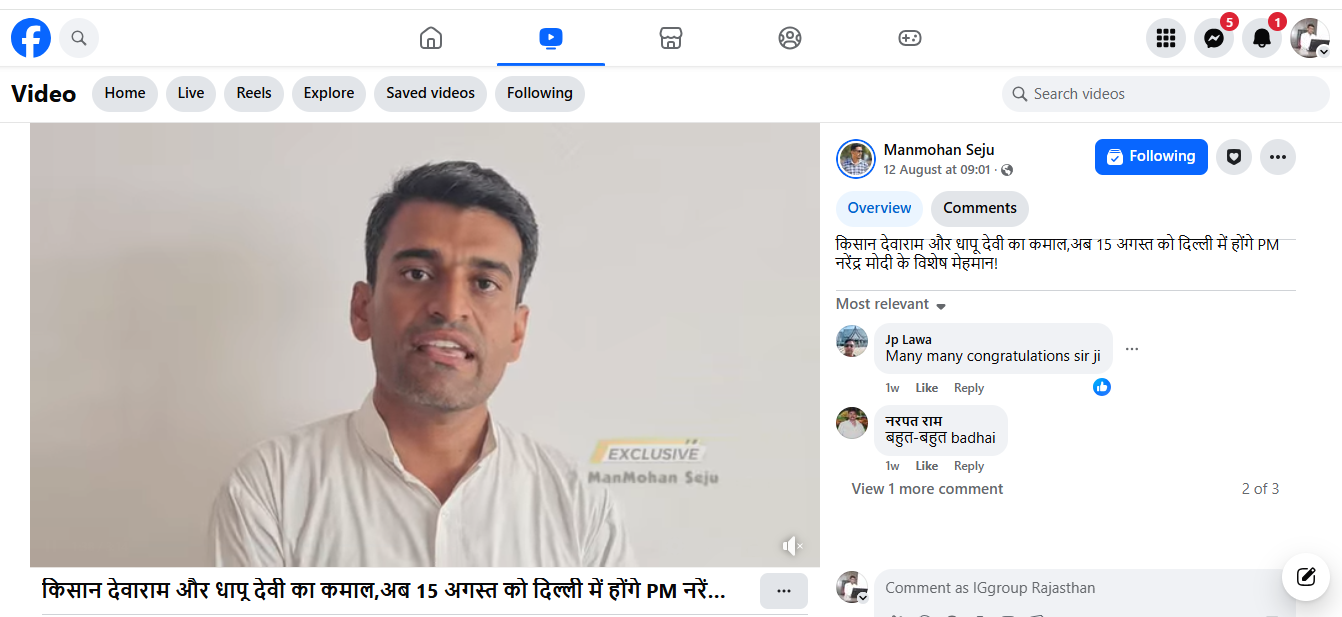 5
1
Video
Home
Live
Reels
Explore
Saved videos
Following
Search videos
EXCLUSIVE
ManMohan Seju
किसान देवाराम और धापू देवी का कमाल,अब 15 अगस्त को दिल्ली में होंगे PM नरें...
Manmohan Seju
12 August at 09:01 ·
Following
Overview
Comments
किसान देवाराम और धापू देवी का कमाल,अब 15 अगस्त को दिल्ली में होंगे PM
नरेंद्र मोदी के विशेष मेहमान!
Most relevant
Jp Lawa
Many many congratulations sir ji
1w Like Reply
नरपत राम
बहुत-बहुत badhai
1w Like Reply
View 1 more comment
2 of 3
Comment as IGgroup Rajasthan